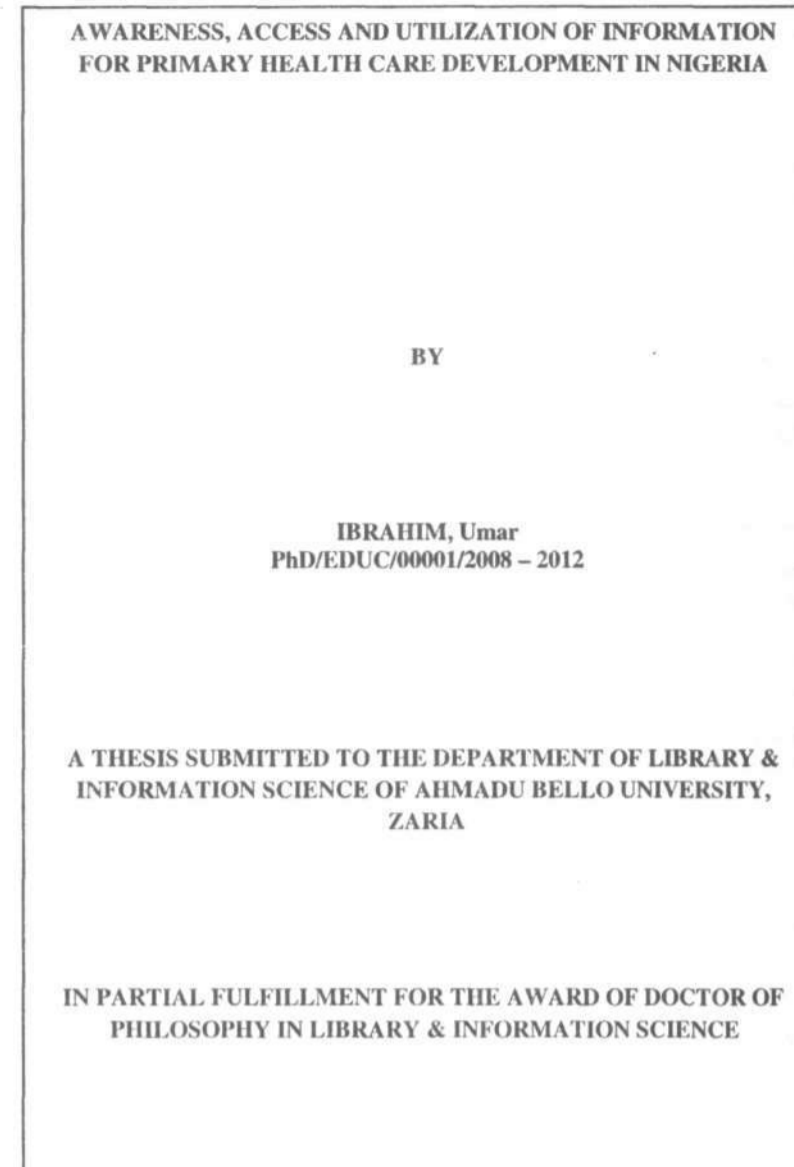 AWARENESS, ACCESS AND UTILIZATION OF INFORMATION
FOR PRIMARY HEALTH CARE DEVELOPMENT IN NIGERIA
BY
IBRAHIM, Umar
PhD/EDUC/00001/2008 – 2012
A THESIS SUBMITTED TO THE DEPARTMENT OF LIBRARY &
INFORMATION SCIENCE OF AHMADU BELLO UNIVERSITY,
ZARIA
IN PARTIAL FULFILLMENT FOR THE AWARD OF DOCTOR OF
PHILOSOPHY IN LIBRARY & INFORMATION SCIENCE